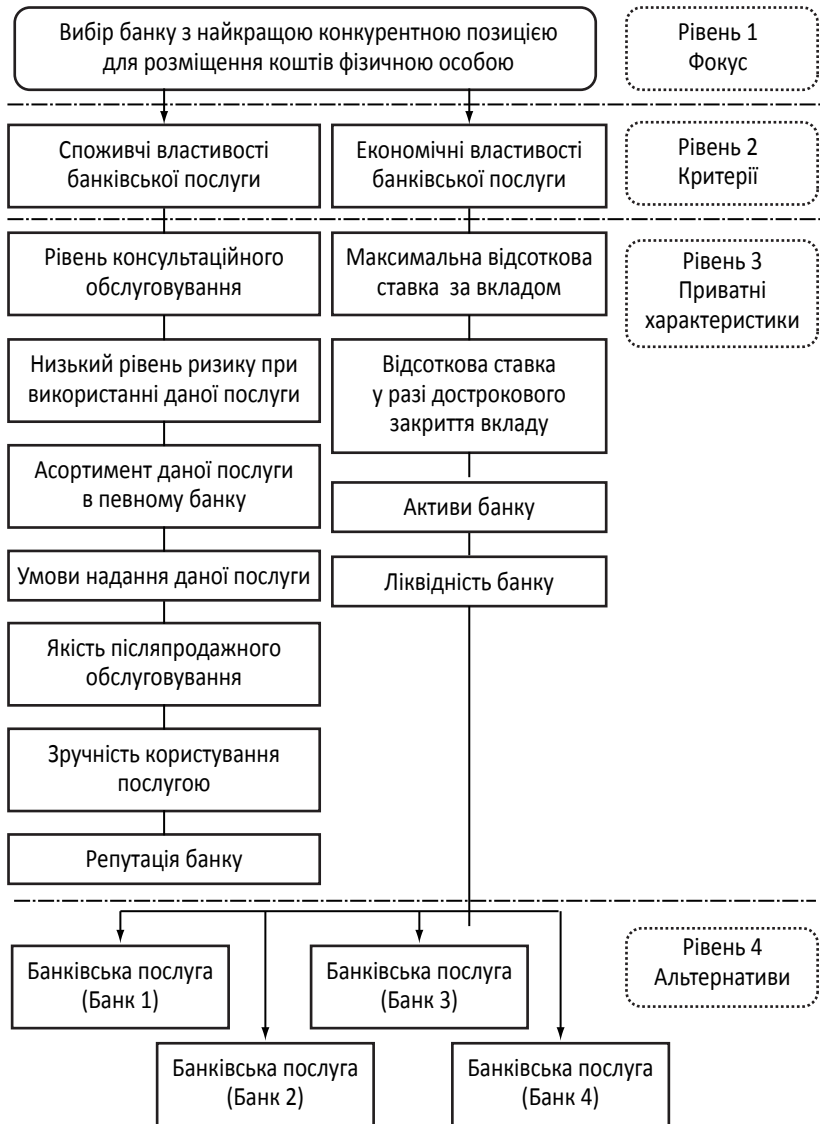 Вибір банку з найкращою конкурентною позицією
для розміщення коштів фізичною особою
Рівень 1
Фокус
Споживчі властивості
банківської послуги
Економічні властивості
банківської послуги
Рівень 2
Критерії
Рівень консультаційного
обслуговування
Максимальна відсоткова
ставка за вкладом
Рівень 3
Приватні
характеристики
Низький рівень ризику при
використанні даної послуги
Відсоткова ставка
у разі дострокового
закриття вкладу
Асортимент даної послуги
в певному банку
Активи банку
Умови надання даної послуги
Ліквідність банку
Якість післяпродажного
обслуговування
Зручність користування
послугою
Репутація банку
Банківська послуга
(Банк 1)
Банківська послуга
(Банк 3)
Рівень 4
Альтернативи
Банківська послуга
(Банк 2)
Банківська послуга
(Банк 4)